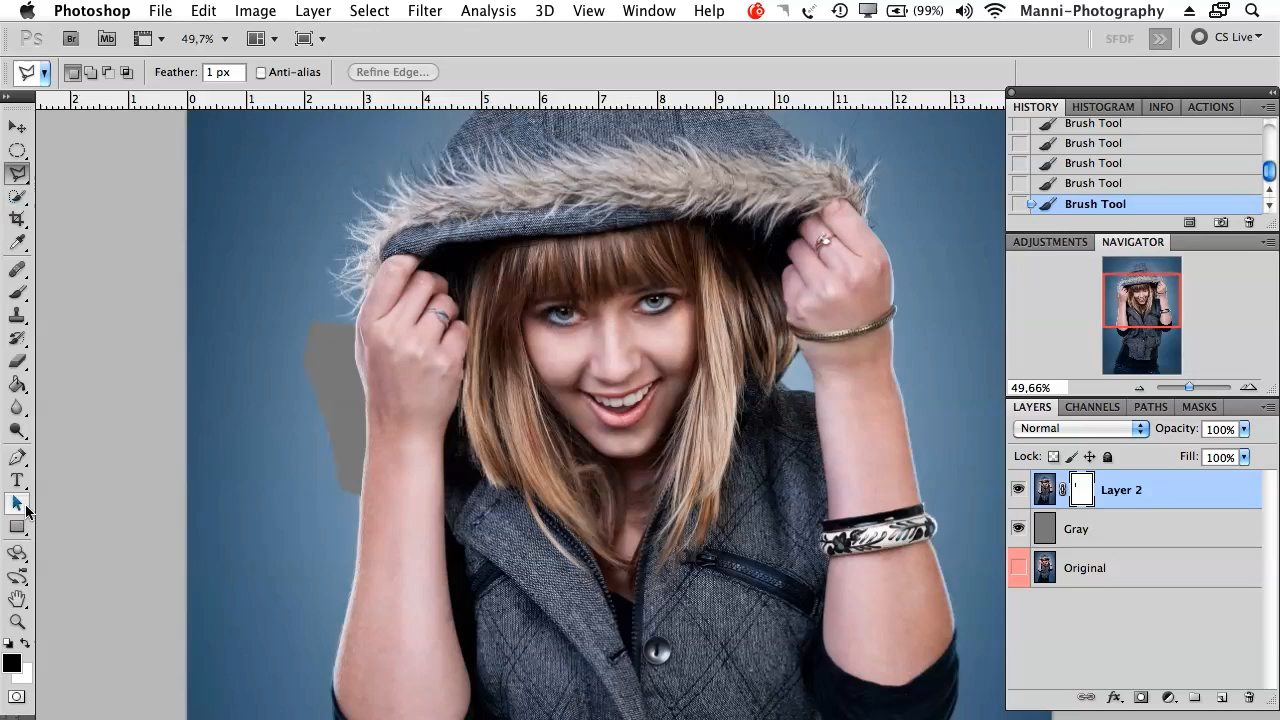 Photoshop File Edit Image Layer Select Filter Analysis 3D View Window Help (99%) Manni-Photography
Ps Br Mb 49,7% SFDF CS Live
Feather: 1 px Anti-alias Refine Edge...
2 1 0 1 2 3 4 5 6 7 8 9 10 11 12 13
HISTORY HISTOGRAM INFO ACTIONS
Brush Tool
Brush Tool
Brush Tool
Brush Tool
Brush Tool
ADJUSTMENTS NAVIGATOR
49,66%
LAYERS CHANNELS PATHS MASKS
Normal Opacity: 100%
Lock: Fill: 100%
Layer 2
Gray
Original
T